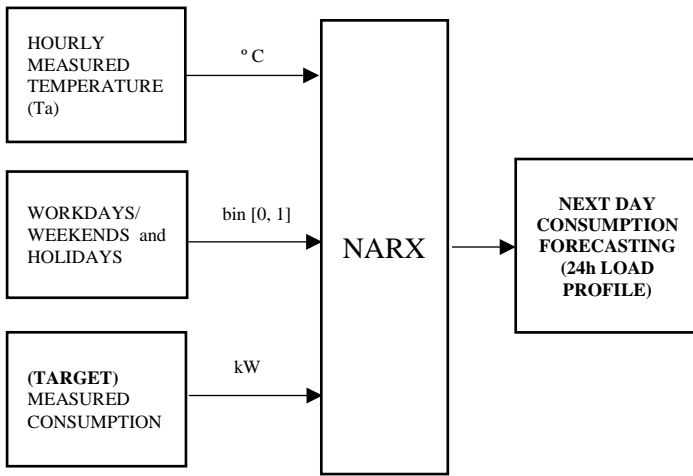 HOURLY
MEASURED
TEMPERATURE
(Ta)
º C
WORKDAYS/
WEEKENDS and
HOLIDAYS
bin [0, 1]
(TARGET)
MEASURED
CONSUMPTION
kW
NARX
NEXT DAY
CONSUMPTION
FORECASTING
(24h LOAD
PROFILE)